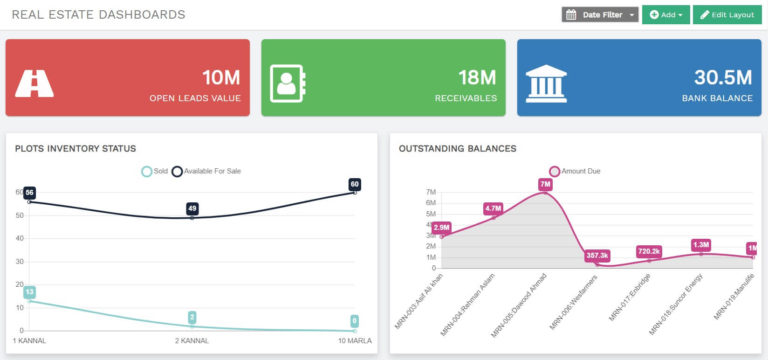 REAL ESTATE DASHBOARDS
Date Filter
Add
Edit Layout
10M
OPEN LEADS VALUE
18M
RECEIVABLES
30.5M
BANK BALANCE
PLOTS INVENTORY STATUS
Sold Available For Sale
60
50
40
30
20
10
0
56
49
60
13
2
0
1 KANNAL 2 KANNAL 10 MARLA
OUTSTANDING BALANCES
Amount Due
7M
6M
5M
4M
3M
2M
1M
0
2.9M
4.7M
7M
357.3k
720.2k
1.3M
1M
MRN-003:Asif Ali khan
MRN-004:Rehman Aslam
MRN-005:Dawood Ahmad
MRN-006:Wesfarmers
MRN-017:Enbridge
MRN-018:Suncor Energy
MRN-019:Manulife